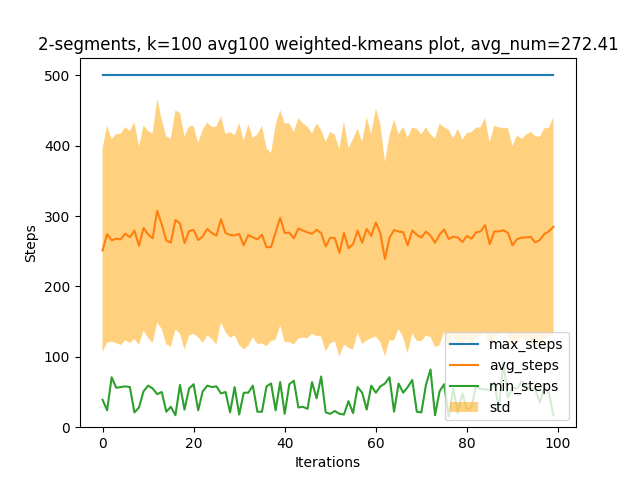 2-segments, k=100 avg100 weighted-kmeans plot, avg_num=272.41
500
400
300
200
100
0
Steps
max_steps
avg_steps
min_steps
std
0 20 40 60 80 100
Iterations